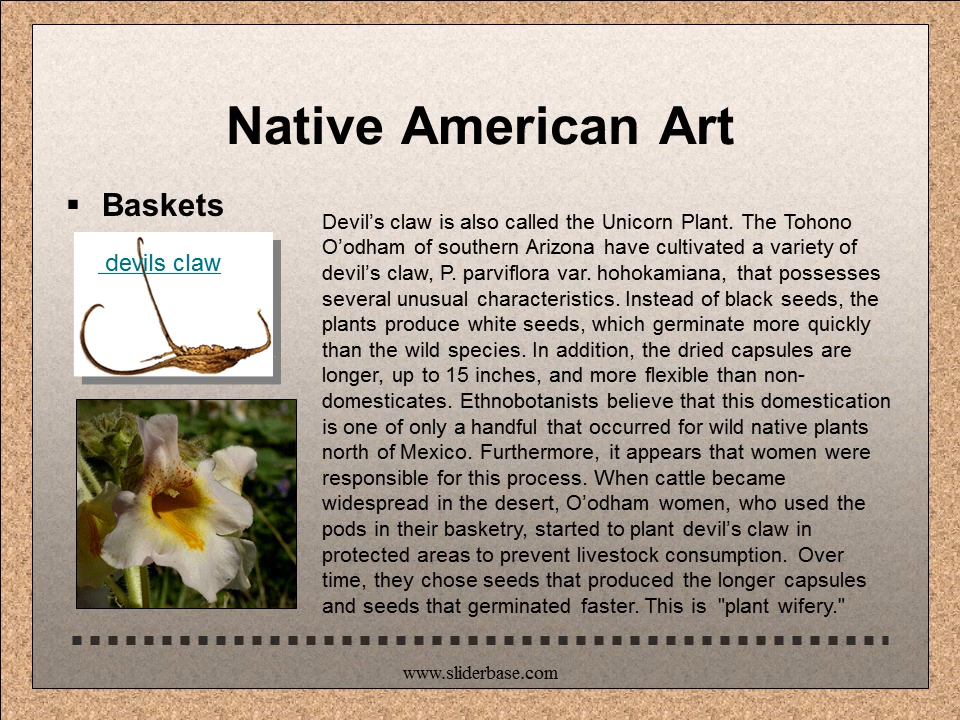 Native American Art
▪ Baskets
devils claw
Devil’s claw is also called the Unicorn Plant. The Tohono
O’odham of southern Arizona have cultivated a variety of
devil’s claw, P. parviflora var. hohokamiana, that possesses
several unusual characteristics. Instead of black seeds, the
plants produce white seeds, which germinate more quickly
than the wild species. In addition, the dried capsules are
longer, up to 15 inches, and more flexible than non-
domesticates. Ethnobotanists believe that this domestication
is one of only a handful that occurred for wild native plants
north of Mexico. Furthermore, it appears that women were
responsible for this process. When cattle became
widespread in the desert, O’odham women, who used the
pods in their basketry, started to plant devil’s claw in
protected areas to prevent livestock consumption. Over
time, they chose seeds that produced the longer capsules
and seeds that germinated faster. This is "plant wifery."
www.sliderbase.com